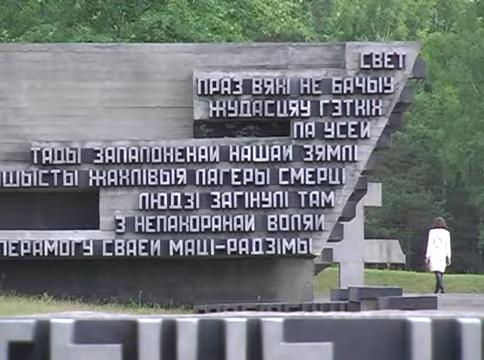 СВЕТ
ПРАЗ ВЯКІ НЕ БАЧЫЎ
ЖУДАСЦЯЎ ГЭТКІХ
ПА УСЕЙ
ТАДЫ ЗАПАЛОНЕНАЙ НАШАЙ ЗЯМЛІ
ШЫСТЫ ЖАХЛІВЫЯ ЛАГЕРЫ СМЕРЦІ
ЛЮДЗІ ЗАГІНУЛІ ТАМ
З НЕПАКОРАНАЙ ВОЛЯЙ
ПЕРАМОГУ СВАЕЙ МАЦІ-РАДЗІМЫ